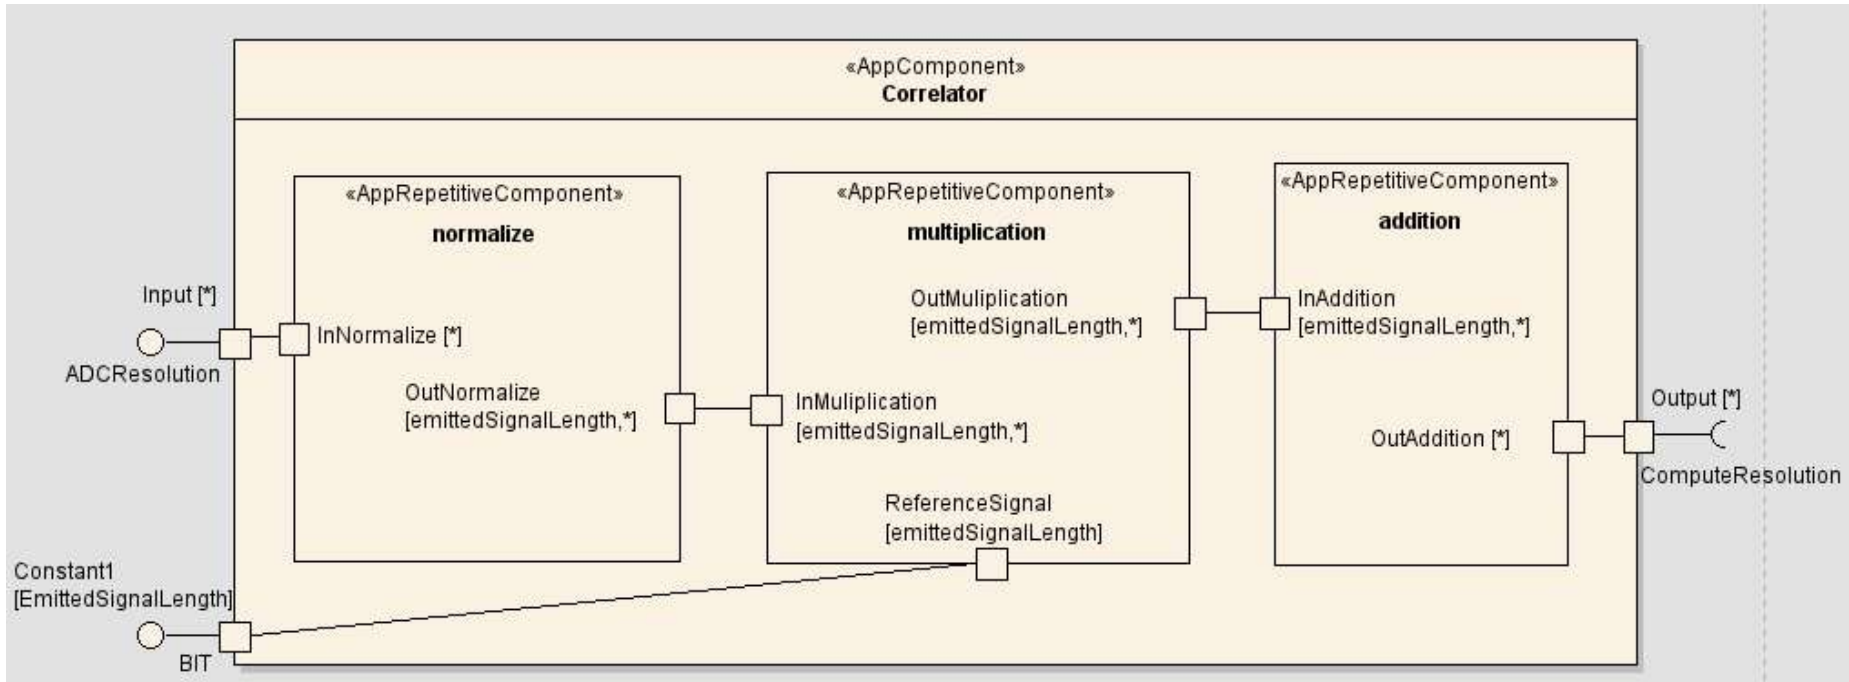 «AppComponent»
Correlator
«AppRepetitiveComponent»
normalize
«AppRepetitiveComponent»
multiplication
«AppRepetitiveComponent»
addition
Input [*]
ADCResolution
InNormalize [*]
OutNormalize
[emittedSignalLength,*]
OutMuliplication
[emittedSignalLength,*]
InMuliplication
[emittedSignalLength,*]
ReferenceSignal
[emittedSignalLength]
InAddition
[emittedSignalLength,*]
OutAddition [*]
Output [*]
ComputeResolution
Constant1
[EmittedSignalLength]
BIT